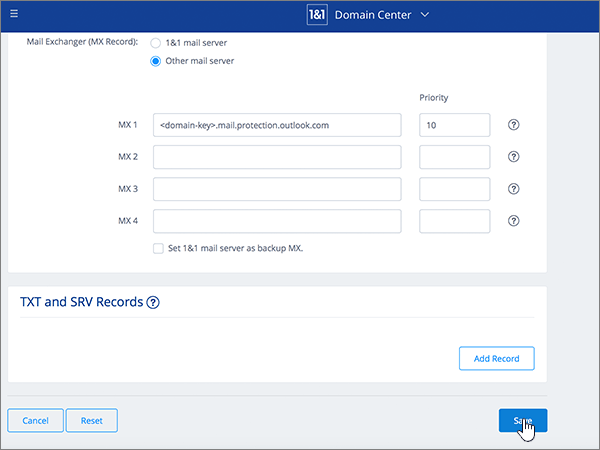 1&1 Domain Center
Mail Exchanger (MX Record): 1&1 mail server
Other mail server
Priority
MX 1 <domain-key>.mail.protection.outlook.com 10 ?
MX 2 ?
MX 3 ?
MX 4 ?
Set 1&1 mail server as backup MX.
TXT and SRV Records ?
Add Record
Cancel Reset Save